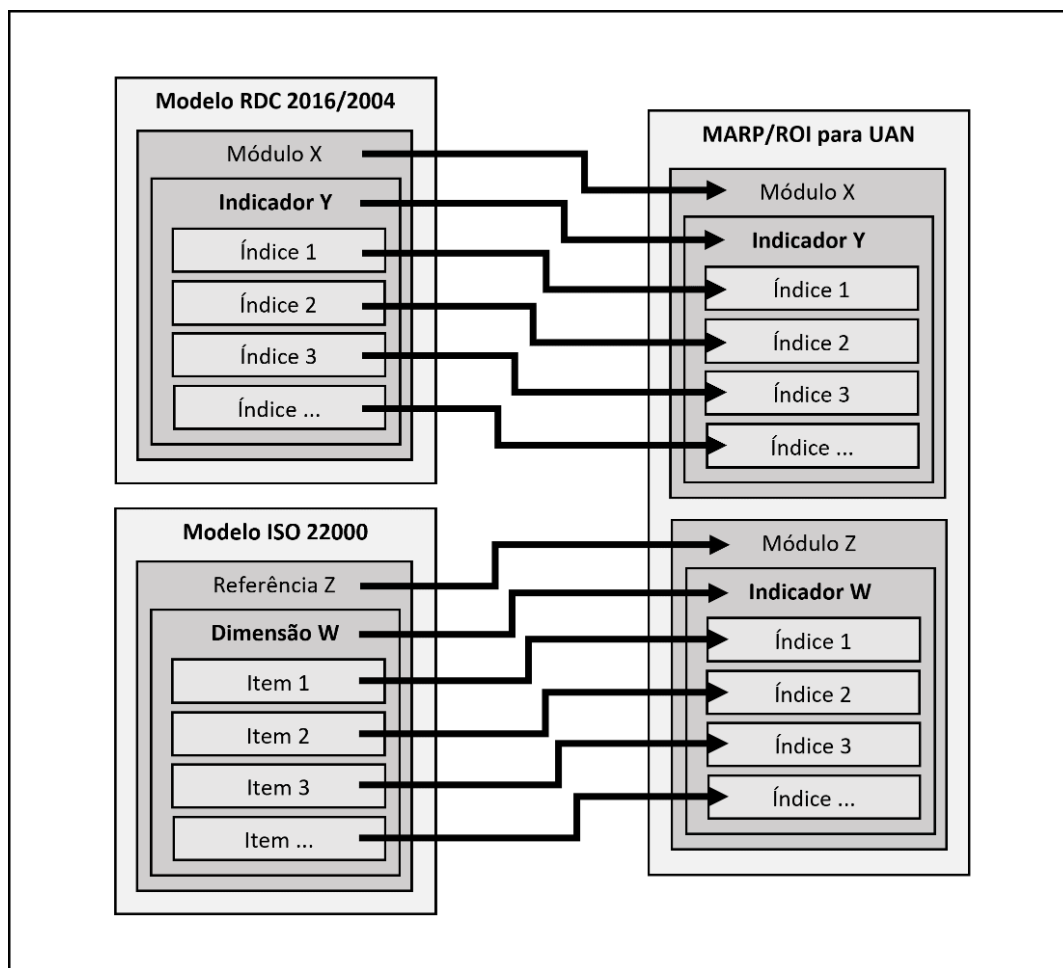 Modelo RDC 2016/2004
Módulo X
Indicador Y
Índice 1
Índice 2
Índice 3
Índice ...
Modelo ISO 22000
Referência Z
Dimensão W
Item 1
Item 2
Item 3
Item ...
MARP/ROI para UAN
Módulo X
Indicador Y
Índice 1
Índice 2
Índice 3
Índice ...
Módulo Z
Indicador W
Índice 1
Índice 2
Índice 3
Índice ...